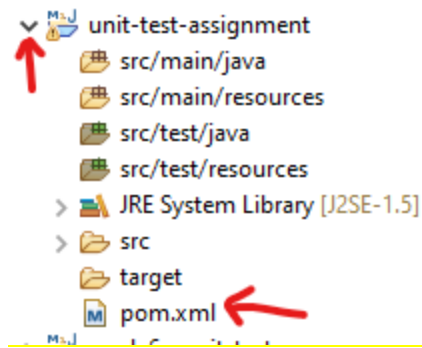 unit-test-assignment
src/main/java
src/main/resources
src/test/java
src/test/resources
JRE System Library [J2SE-1.5]
src
target
pom.xml